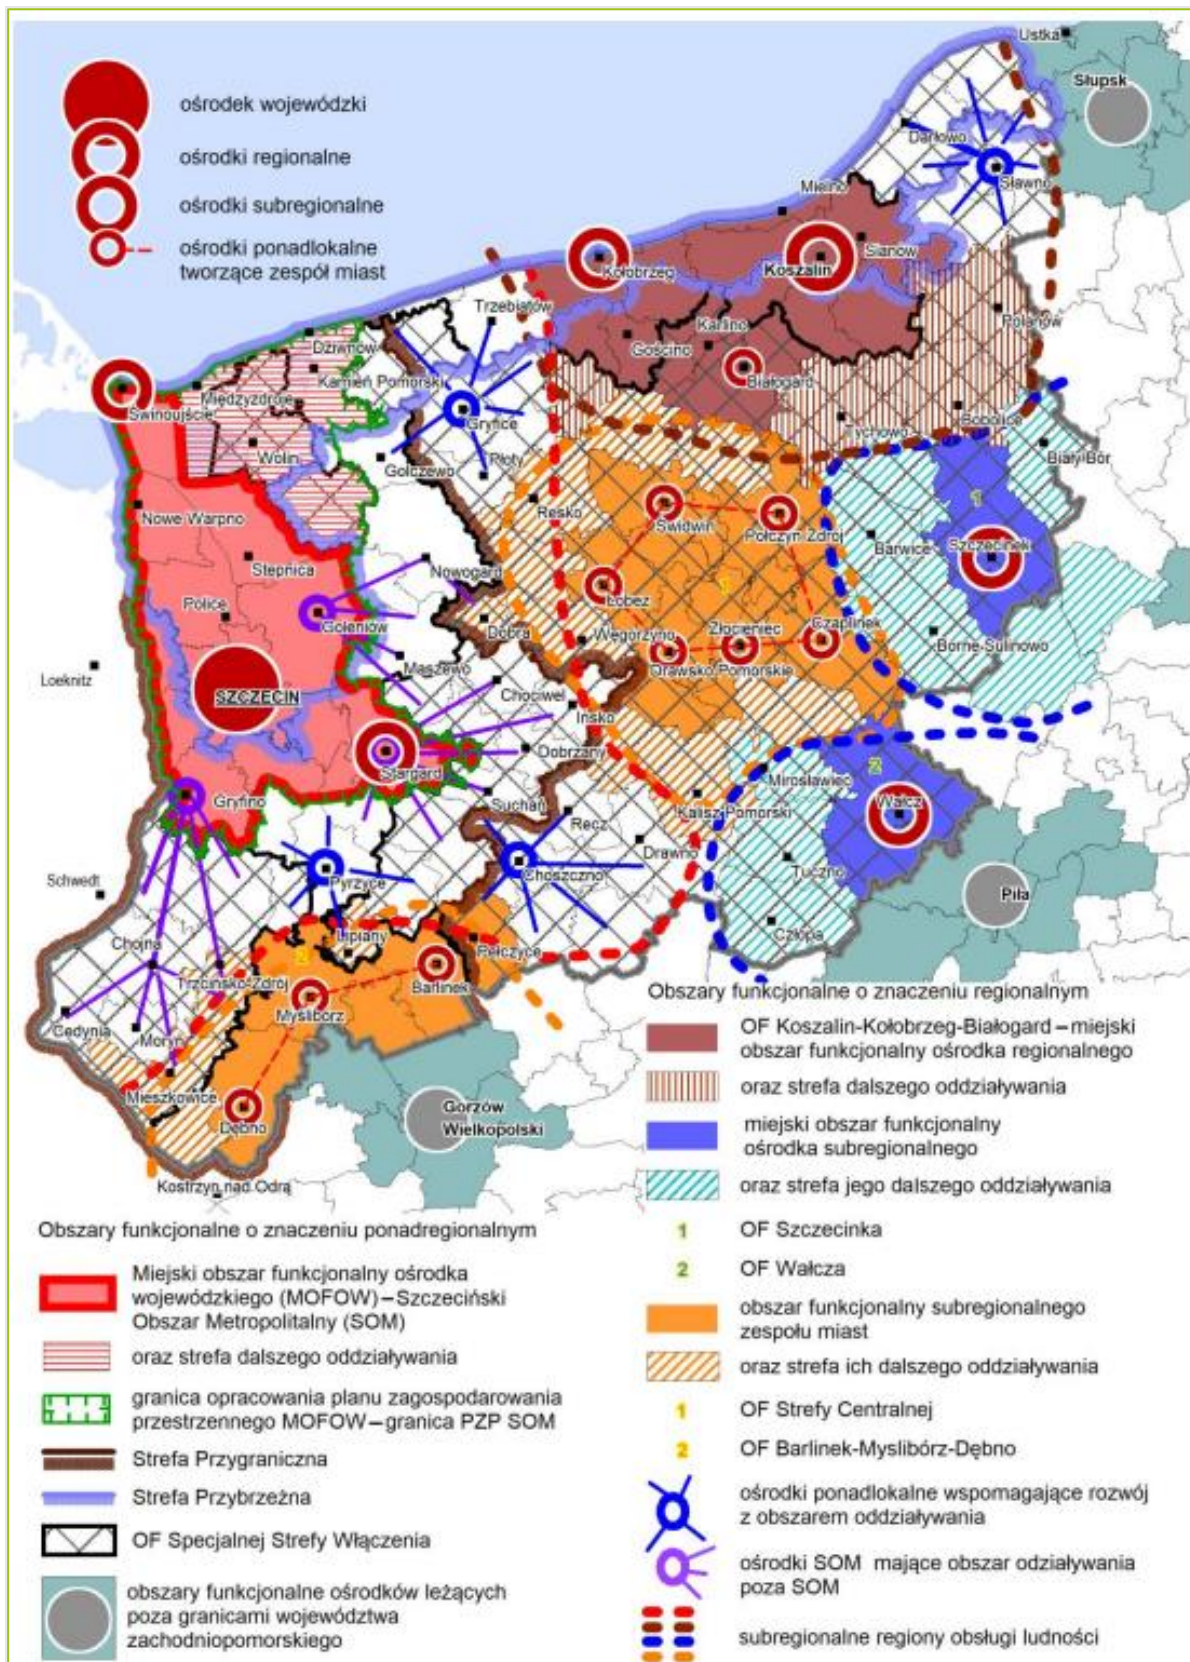 ośrodek wojewódzki
ośrodki regionalne
ośrodki subregionalne
ośrodki ponadlokalne
tworzące zespół miast
Ustka
Słupsk
Darłowo
Sławno
Mielno
Sianów
Koszalin
Kołobrzeg
Trzebiatów
Polanów
Karlino
Gościno
Białogard
Dziwnów
Kamień Pomorski
Międzyzdroje
Świnoujście
Gryfice
Tychowo
Bobolice
Biały Bór
Wolin
Golczewo
Płoty
Resko
Świdwin
Połczyn Zdrój
1
Barwice
Szczecinek
Nowe Warpno
Stepnica
Nowogard
Police
Goleniów
Łobez
1
Dobra
Węgorzyno
Złocieniec
Czaplinek
Borne-Sulinowo
Drawsko Pomorskie
Maszewo
Loeknitz
SZCZECIN
Chociwel
Ińsko
Dobrzany
Stargard
2
Mirosławiec
Wałcz
Suchań
Gryfino
Recz
Kalisz Pomorski
Drawno
Choszczno
Tuczno
Piła
Pyrzyce
Schwedt
Człopa
Chojna
Lipiany
Pełczyce
2
Trzcińsko-Zdrój
Barlinek
Myślibórz
Cedynia
Moryń
Mieszkowice
Dębno
Gorzów
Wielkopolski
Kostrzyn nad Odrą
Obszary funkcjonalne o znaczeniu ponadregionalnym
Miejski obszar funkcjonalny ośrodka
wojewódzkiego (MOFOW)–Szczeciński
Obszar Metropolitalny (SOM)
oraz strefa dalszego oddziaływania
granica opracowania planu zagospodarowania
przestrzennego MOFOW–granica PZP SOM
Strefa Przygraniczna
Strefa Przybrzeżna
OF Specjalnej Strefy Włączenia
obszary funkcjonalne ośrodków leżących
poza granicami województwa
zachodniopomorskiego
Obszary funkcjonalne o znaczeniu regionalnym
OF Koszalin-Kołobrzeg-Białogard–miejski
obszar funkcjonalny ośrodka regionalnego
oraz strefa dalszego oddziaływania
miejski obszar funkcjonalny
ośrodka subregionalnego
oraz strefa jego dalszego oddziaływania
1 OF Szczecinka
2 OF Wałcza
obszar funkcjonalny subregionalnego
zespołu miast
oraz strefa ich dalszego oddziaływania
1 OF Strefy Centralnej
2 OF Barlinek-Myslibórz-Dębno
ośrodki ponadlokalne wspomagające rozwój
z obszarem oddziaływania
ośrodki SOM mające obszar odziaływania
poza SOM
subregionalne regiony obsługi ludności